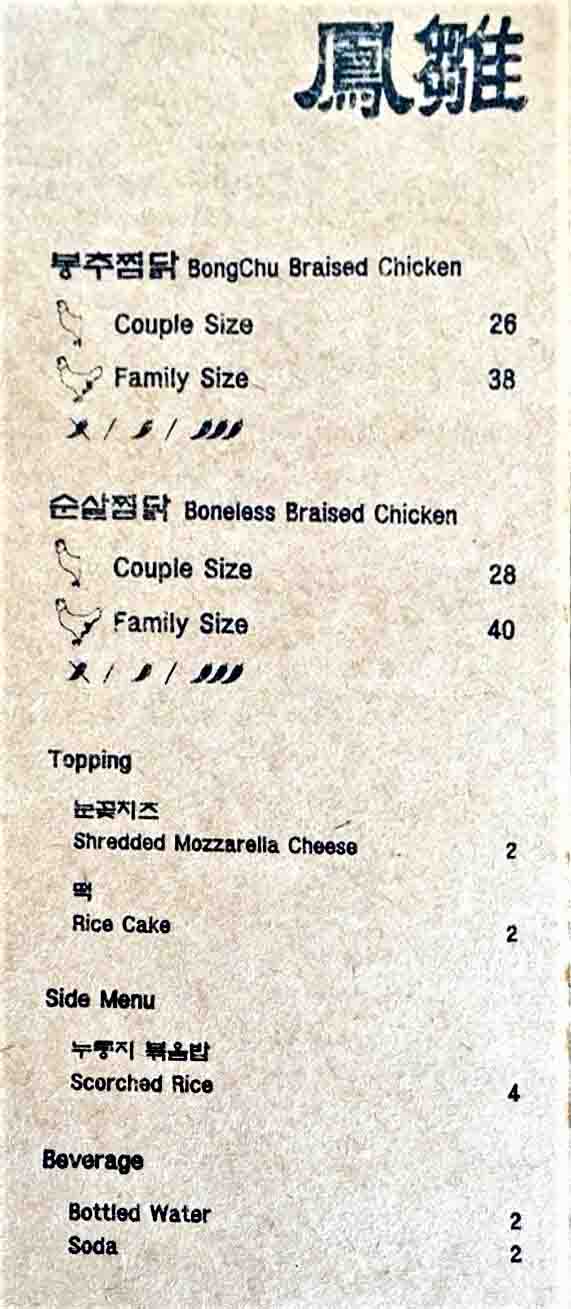 鳳雛
봉추찜닭 BongChu Braised Chicken
Couple Size 26
Family Size 38
/ /
순살찜닭 Boneless Braised Chicken
Couple Size 28
Family Size 40
/ /
Topping
눈꽃치즈
Shredded Mozzarella Cheese 2
떡
Rice Cake 2
Side Menu
누룽지 볶음밥
Scorched Rice 4
Beverage
Bottled Water 2
Soda 2